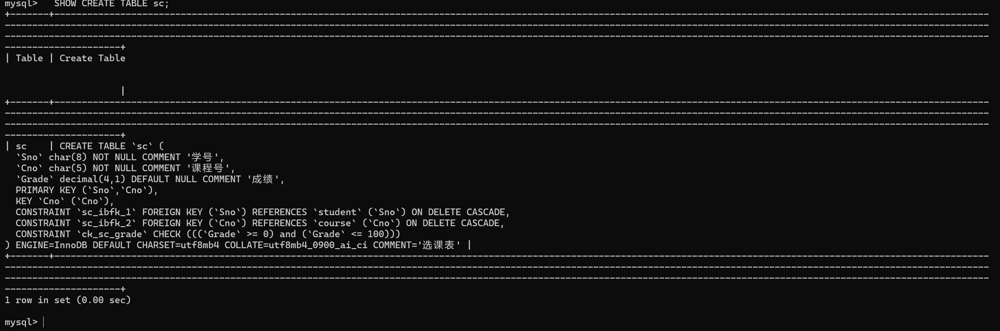 mysql>   SHOW CREATE TABLE sc;
| Table | Create Table
|
| sc    | CREATE TABLE `sc` (
  `Sno` char(8) NOT NULL COMMENT '学号',
  `Cno` char(5) NOT NULL COMMENT '课程号',
  `Grade` decimal(4,1) DEFAULT NULL COMMENT '成绩',
  PRIMARY KEY (`Sno`,`Cno`),
  KEY `Cno` (`Cno`),
  CONSTRAINT `sc_ibfk_1` FOREIGN KEY (`Sno`) REFERENCES `student` (`Sno`) ON DELETE CASCADE,
  CONSTRAINT `sc_ibfk_2` FOREIGN KEY (`Cno`) REFERENCES `course` (`Cno`) ON DELETE CASCADE,
  CONSTRAINT `ck_sc_grade` CHECK (((`Grade` >= 0) and (`Grade` <= 100)))
) ENGINE=InnoDB DEFAULT CHARSET=utf8mb4 COLLATE=utf8mb4_0900_ai_ci COMMENT='选课表' |
1 row in set (0.00 sec)
mysql>